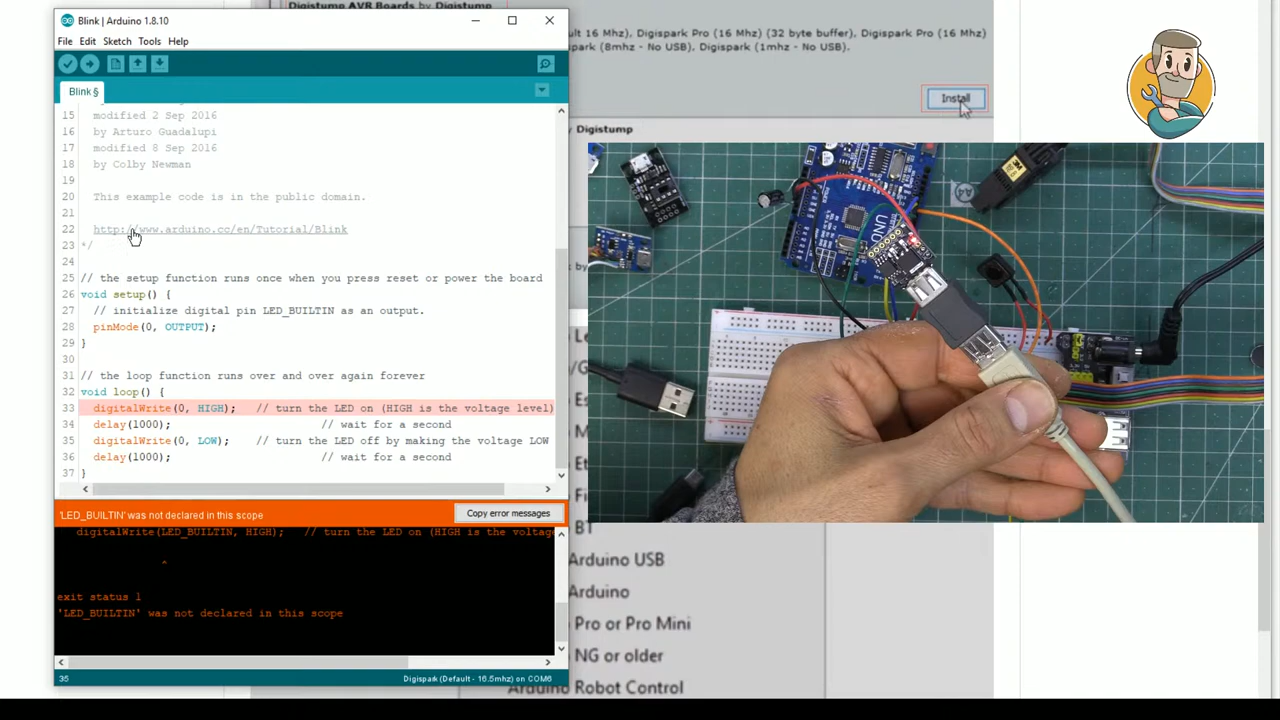 Digistump AVR Boards by Digistump
Blink | Arduino 1.8.10
File Edit Sketch Tools Help
ult 16 Mhz), Digispark Pro (16 Mhz) (32 byte buffer), Digispark Pro (16 Mhz)
park (8mhz - No USB), Digispark (1mhz - No USB).
Install
by Digistump
Blink §
15 modified 2 Sep 2016
16 by Arturo Guadalupi
17 modified 8 Sep 2016
18 by Colby Newman
19
20 This example code is in the public domain.
21
22 http://www.arduino.cc/en/Tutorial/Blink
23 */
24
25 // the setup function runs once when you press reset or power the board
26 void setup() {
27 // initialize digital pin LED_BUILTIN as an output.
28 pinMode(0, OUTPUT);
29 }
30
31 // the loop function runs over and over again forever
32 void loop() {
33 digitalWrite(0, HIGH); // turn the LED on (HIGH is the voltage level)
34 delay(1000); // wait for a second
35 digitalWrite(0, LOW); // turn the LED off by making the voltage LOW
36 delay(1000); // wait for a second
37 }
'LED_BUILTIN' was not declared in this scope
Copy error messages
digitalWrite(LED_BUILTIN, HIGH); // turn the LED on (HIGH is the voltage
^
exit status 1
'LED_BUILTIN' was not declared in this scope
35
Digispark (Default - 16.5mhz) on COM6
UNO
A4
3M
BT
Arduino USB
Arduino
Pro or Pro Mini
NG or older
Arduino Robot Control